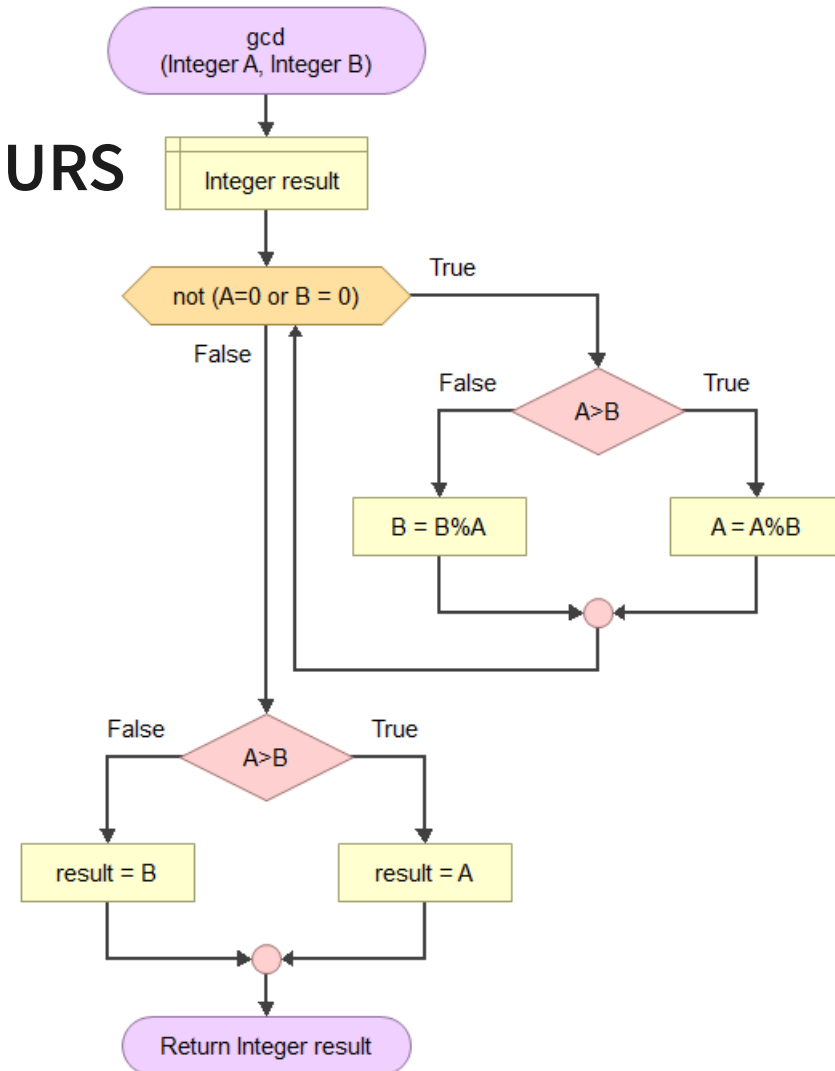 gcd
(Integer A, Integer B)
URS
Integer result
not (A=0 or B = 0)
True
False
False
True
A>B
B = B%A
A = A%B
False
True
A>B
result = B
result = A
Return Integer result